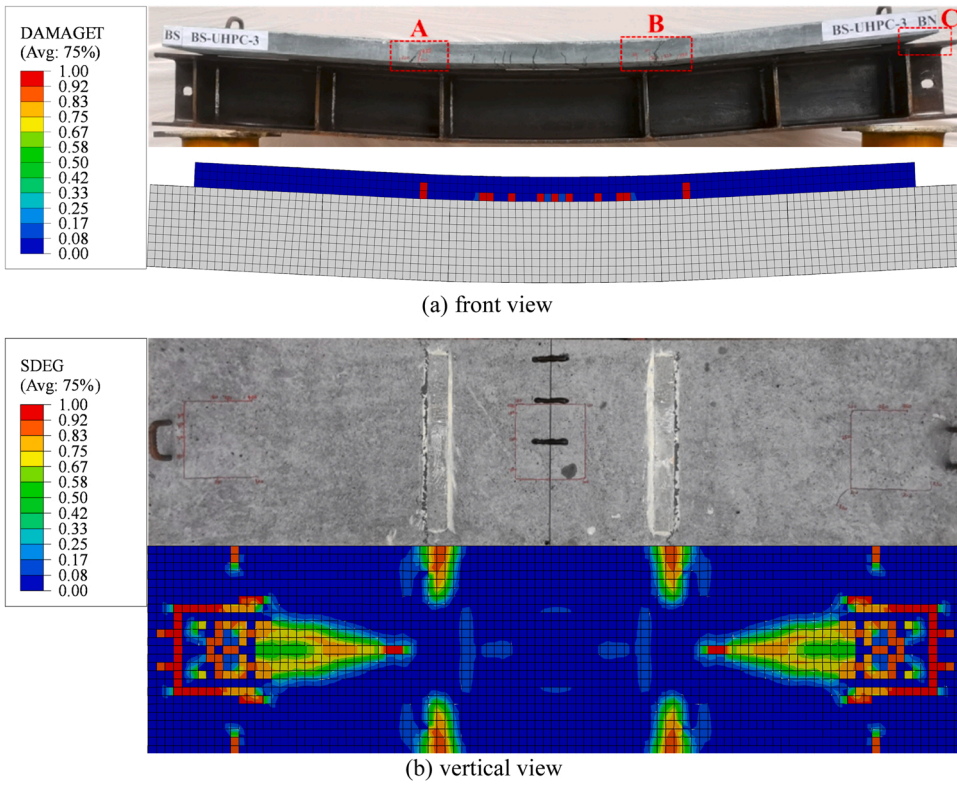 DAMAGET
(Avg: 75%)
1.00
0.92
0.83
0.75
0.67
0.58
0.50
0.42
0.33
0.25
0.17
0.08
0.00
BS BS-UHPC-3
A
B
BS-UHPC-3 BN
C
(a) front view
SDEG
(Avg: 75%)
1.00
0.92
0.83
0.75
0.67
0.58
0.50
0.42
0.33
0.25
0.17
0.08
0.00
(b) vertical view